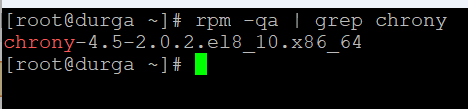 [root@durga ~]# rpm -qa | grep chrony
chrony-4.5-2.0.2.el8_10.x86_64
[root@durga ~]#